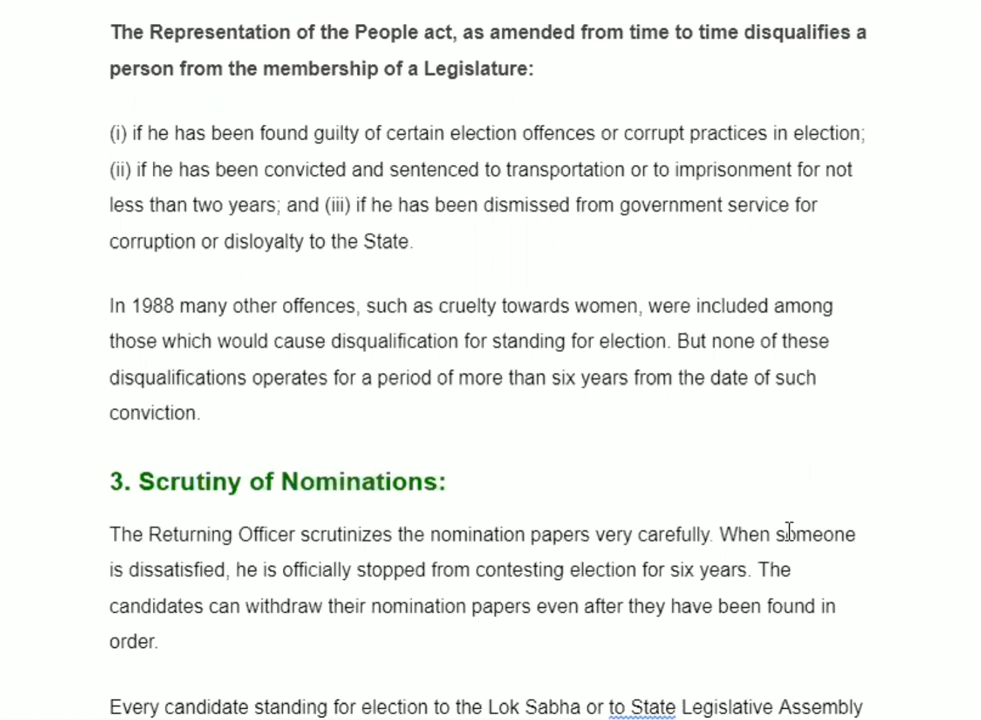 The Representation of the People act, as amended from time to time disqualifies a
person from the membership of a Legislature:
(i) if he has been found guilty of certain election offences or corrupt practices in election;
(ii) if he has been convicted and sentenced to transportation or to imprisonment for not
less than two years; and (iii) if he has been dismissed from government service for
corruption or disloyalty to the State.
In 1988 many other offences, such as cruelty towards women, were included among
those which would cause disqualification for standing for election. But none of these
disqualifications operates for a period of more than six years from the date of such
conviction.
3. Scrutiny of Nominations:
The Returning Officer scrutinizes the nomination papers very carefully. When someone
is dissatisfied, he is officially stopped from contesting election for six years. The
candidates can withdraw their nomination papers even after they have been found in
order.
Every candidate standing for election to the Lok Sabha or to State Legislative Assembly